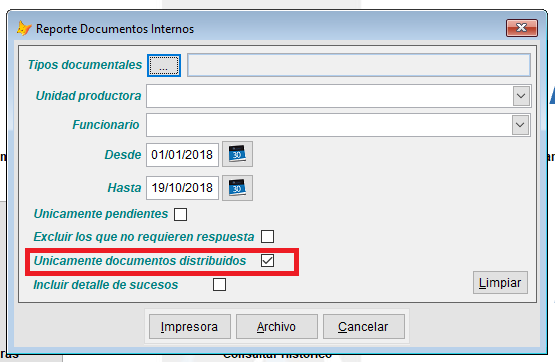 Reporte Documentos Internos
Tipos documentales ...
Unidad productora
Funcionario
Desde 01/01/2018 30
Hasta 19/10/2018 30
Unicamente pendientes
Excluir los que no requieren respuesta
Unicamente documentos distribuidos
Incluir detalle de sucesos
Limpiar
Impresora Archivo Cancelar
Consultar Histórico